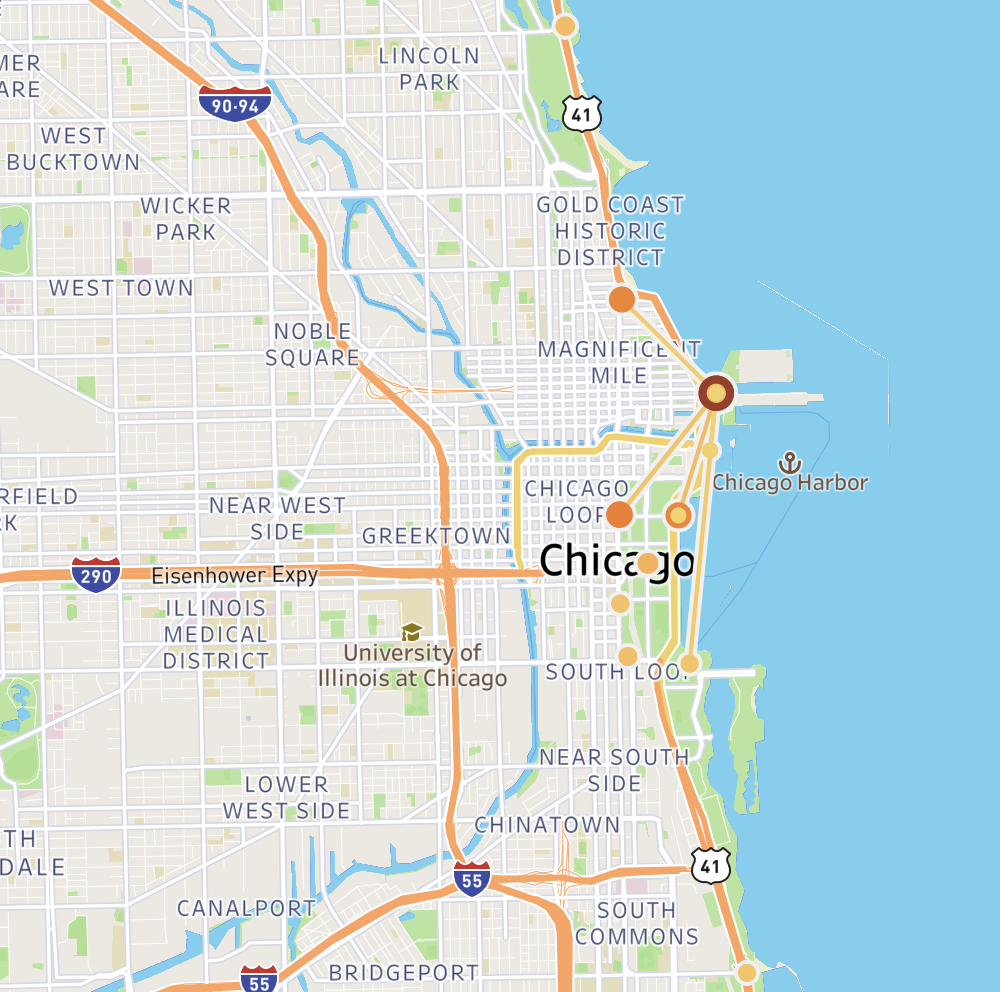 LINCOLN
PARK
MER
ARE
90·94
41
WEST
BUCKTOWN
WICKER
PARK
GOLD COAST
HISTORIC
DISTRICT
WEST TOWN
NOBLE
SQUARE
MAGNIFICENT
MILE
Chicago Harbor
CHICAGO
LOOP
RFIELD
K
NEAR WEST
SIDE
GREEKTOWN
Chicago
290
Eisenhower Expy
ILLINOIS
MEDICAL
DISTRICT
University of
Illinois at Chicago
SOUTH LOOP
NEAR SOUTH
SIDE
LOWER
WEST SIDE
CHINATOWN
TH
DALE
41
55
CANALPORT
SOUTH
COMMONS
BRIDGEPORT
55